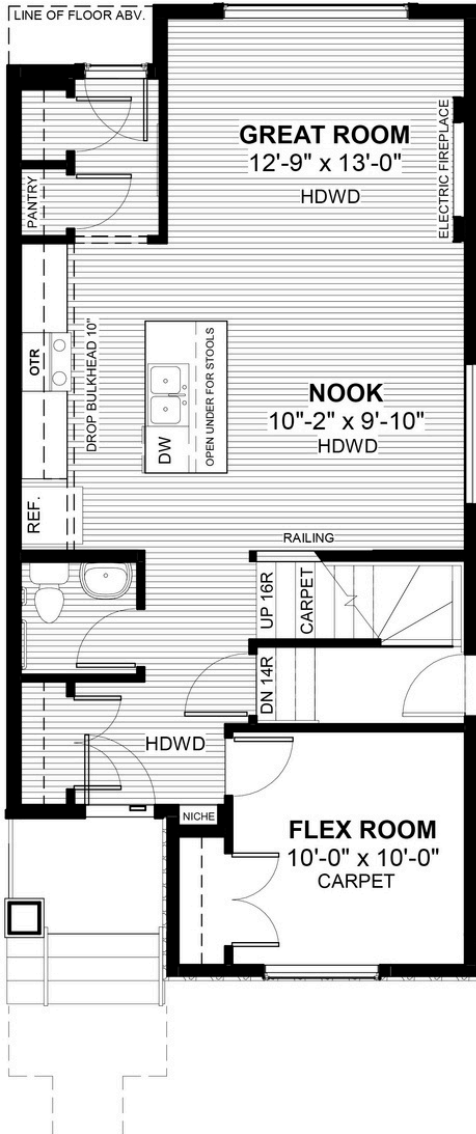 LINE OF FLOOR ABV.
GREAT ROOM
12'-9" x 13'-0"
HDWD
ELECTRIC FIREPLACE
PANTRY
OTR
DROP BULKHEAD 10"
DW
OPEN UNDER FOR STOOLS
NOOK
10"-2" x 9'-10"
HDWD
REF.
RAILING
UP 16R
CARPET
DN 14R
HDWD
NICHE
FLEX ROOM
10'-0" x 10'-0"
CARPET